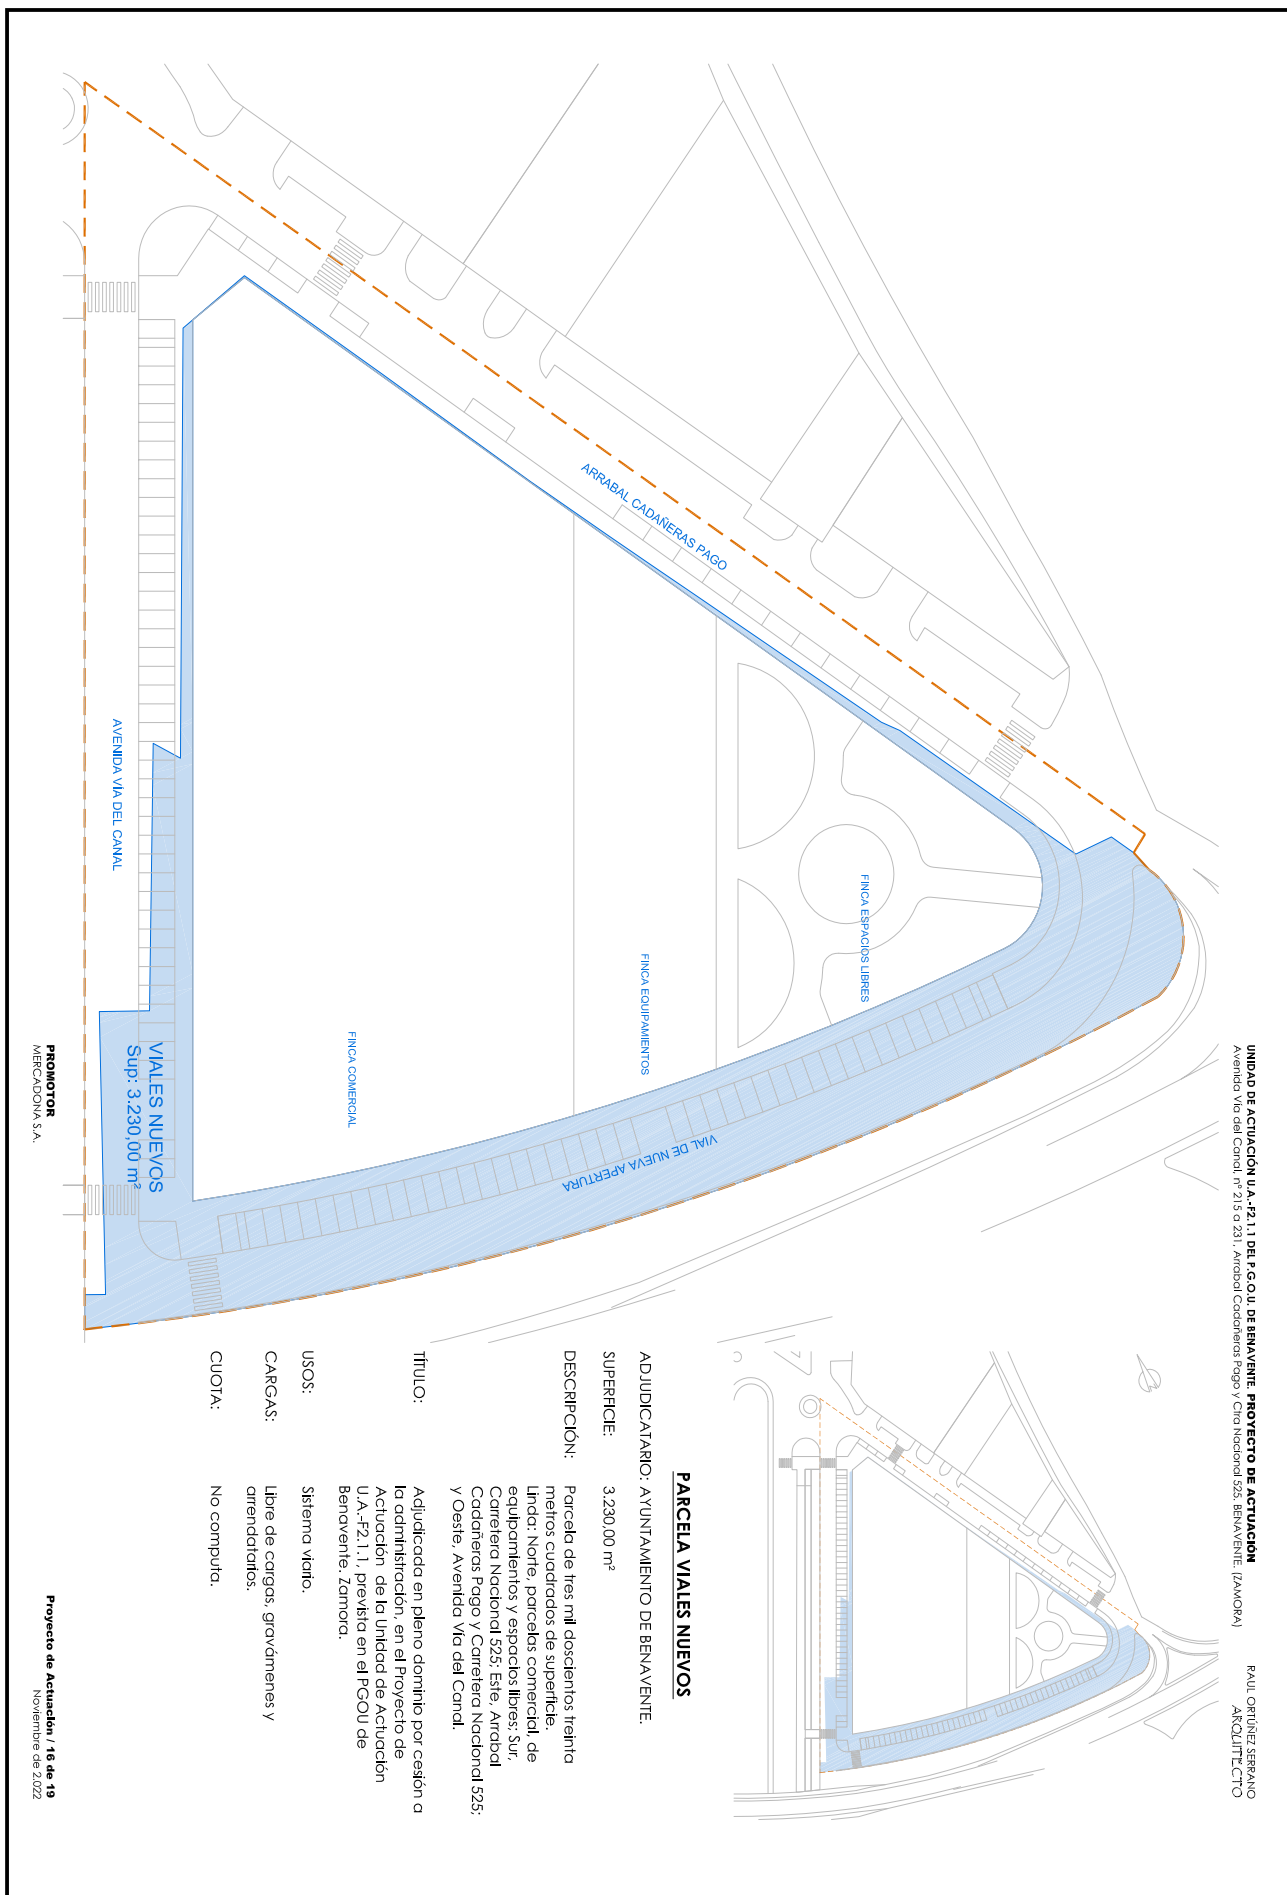 UNIDAD DE ACTUACIÓN U.A.-F2.1.1 DEL P.G.O.U. DE BENAVENTE. PROYECTO DE ACTUACIÓN
Avenida Vía del Canal, nº 215 a 231, Arrabal Cadañeras Pago y Ctra Nacional 525. BENAVENTE. (ZAMORA)
RAUL ORTÚÑEZ SERRANO
ARQUITECTO
ARRABAL CADAÑERAS PAGO
FINCA ESPACIOS LIBRES
FINCA EQUIPAMIENTOS
FINCA COMERCIAL
VIAL DE NUEVA APERTURA
AVENIDA VÍA DEL CANAL
VIALES NUEVOS
Sup: 3.230,00 m²
PARCELA VIALES NUEVOS
ADJUDICATARIO: AYUNTAMIENTO DE BENAVENTE.
SUPERFICIE: 3.230,00 m²
DESCRIPCIÓN: Parcela de tres mil doscientos treinta
metros cuadrados de superficie.
Linda: Norte, parcelas comercial, de
equipamientos y espacios libres; Sur,
Carretera Nacional 525; Este, Arrabal
Cadañeras Pago y Carretera Nacional 525;
y Oeste, Avenida Vía del Canal.
TÍTULO: Adjudicada en pleno dominio por cesión a
la administración, en el Proyecto de
Actuación de la Unidad de Actuación
U.A.-F2.1.1, prevista en el PGOU de
Benavente. Zamora.
USOS: Sistema viario.
CARGAS: Libre de cargas, gravámenes y
arrendatarios.
CUOTA: No computa.
PROMOTOR
MERCADONA S.A.
Proyecto de Actuación / 16 de 19
Noviembre de 2.022